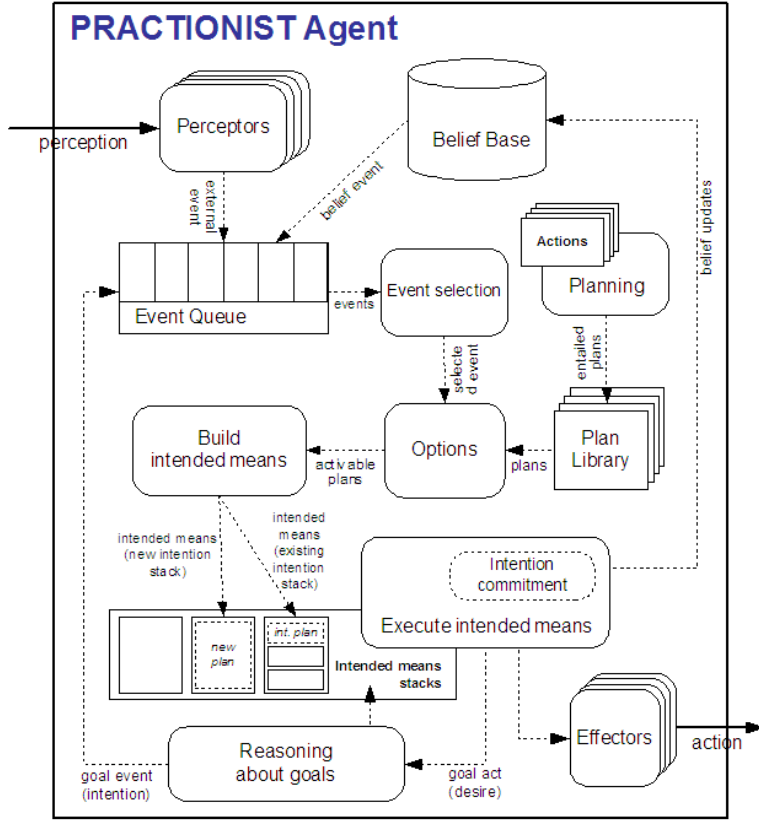 PRACTIONIST Agent
Perceptors
perception
Belief Base
external
event
belief event
belief updates
Actions
Planning
Event Queue
events
Event selection
selecte
d event
entailed
plans
Build
intended means
activable
plans
Options
plans
Plan
Library
intended means
(new intention
stack)
intended
means
(existing
intention
stack)
Intention
commitment
Execute intended means
new
plan
int. plan
Intended means
stacks
Reasoning
about goals
goal event
(intention)
goal act
(desire)
Effectors
action